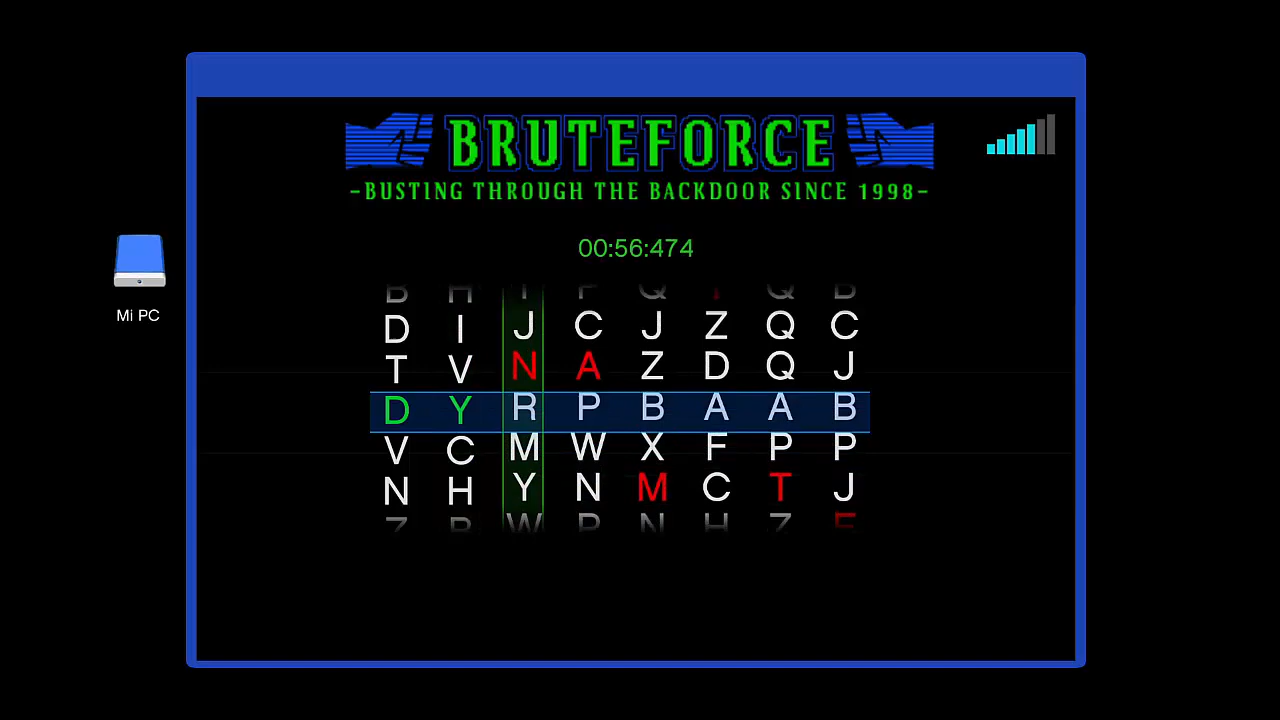 BRUTEFORCE
-BUSTING THROUGH THE BACKDOOR SINCE 1998-
00:56:474
Mi PC
B H I P Q I Q B
D I J C J Z Q C
T V N A Z D Q J
D Y R P B A A B
V C M W X F P P
N H Y N M C T J
Z W N H Z